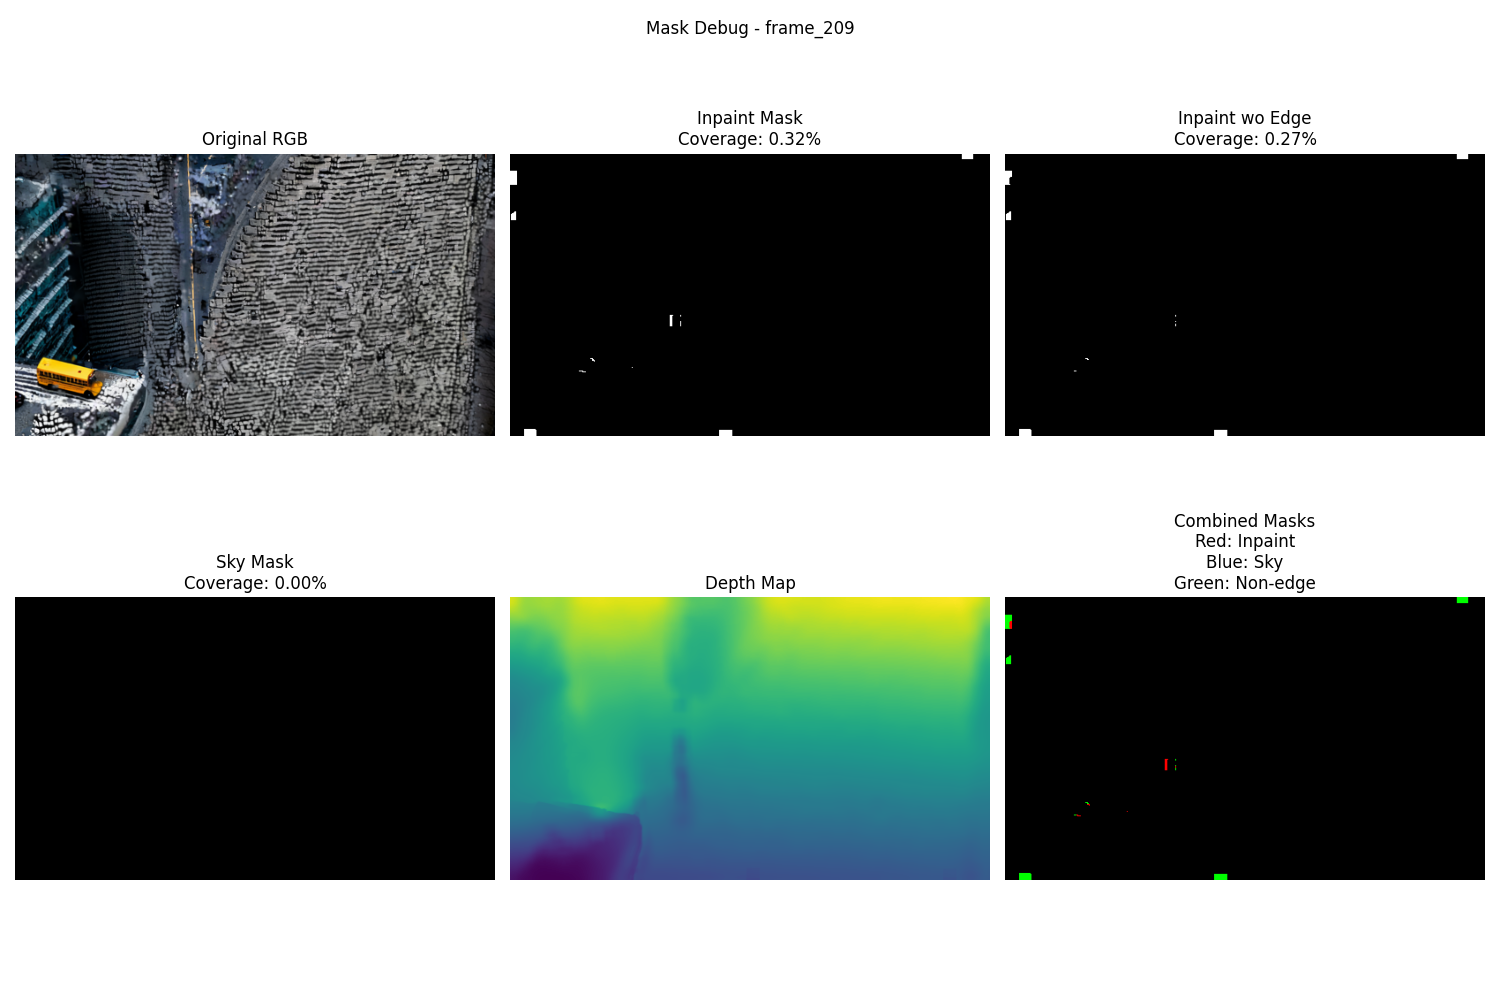 Mask Debug - frame_209
Original RGB
Inpaint Mask
Coverage: 0.32%
Inpaint wo Edge
Coverage: 0.27%
Sky Mask
Coverage: 0.00%
Depth Map
Combined Masks
Red: Inpaint
Blue: Sky
Green: Non-edge